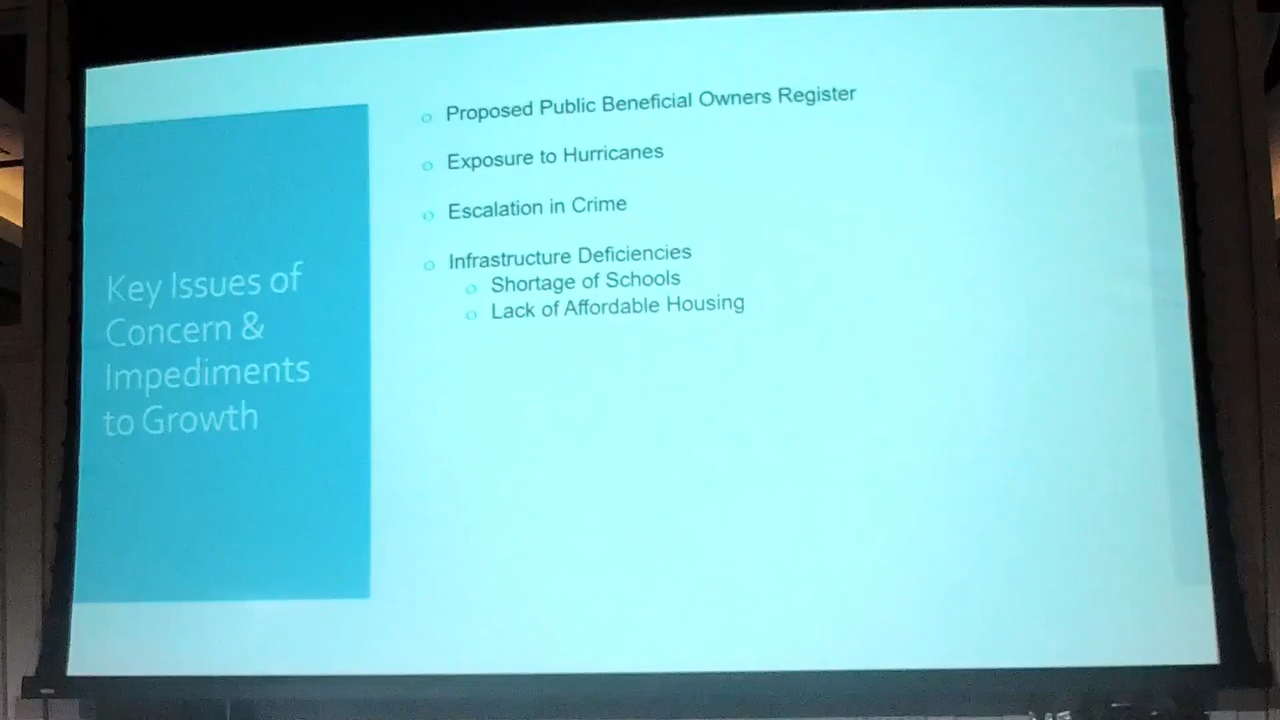 Key Issues of
Concern &
Impediments
to Growth
Proposed Public Beneficial Owners Register
Exposure to Hurricanes
Escalation in Crime
Infrastructure Deficiencies
Shortage of Schools
Lack of Affordable Housing